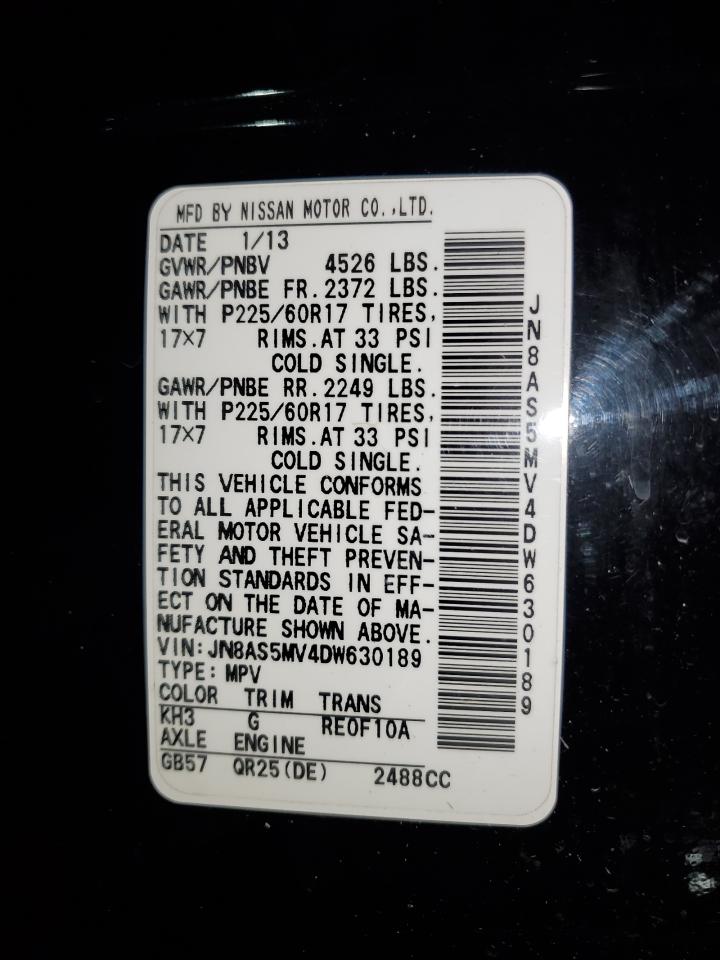 MFD BY NISSAN MOTOR CO.,LTD.
DATE 1/13
GVWR/PNBV 4526 LBS.
GAWR/PNBE FR.2372 LBS.
WITH P225/60R17 TIRES,
17×7 RIMS.AT 33 PSI
COLD SINGLE.
GAWR/PNBE RR.2249 LBS.
WITH P225/60R17 TIRES,
17×7 RIMS.AT 33 PSI
COLD SINGLE.
THIS VEHICLE CONFORMS
TO ALL APPLICABLE FED-
ERAL MOTOR VEHICLE SA-
FETY AND THEFT PREVEN-
TION STANDARDS IN EFF-
ECT ON THE DATE OF MA-
NUFACTURE SHOWN ABOVE.
VIN:JN8AS5MV4DW630189
TYPE:MPV
COLOR TRIM TRANS
KH3 G RE0F10A
AXLE ENGINE
GB57 QR25(DE) 2488CC
JN8AS5MV4DW630189